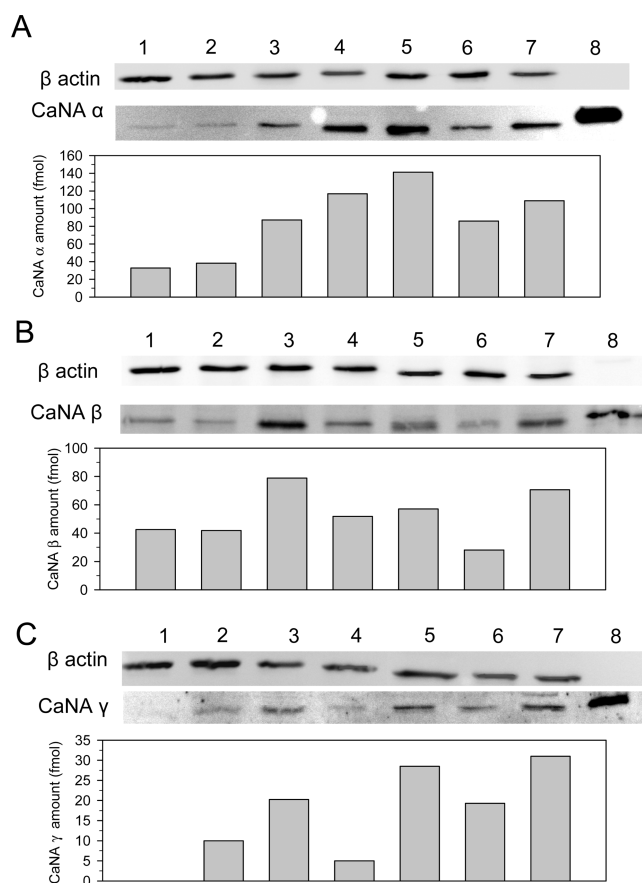 A
1 2 3 4 5 6 7 8
β actin
CaNA α
CaNA α amount (fmol)
160
140
120
100
80
60
40
20
0
B
1 2 3 4 5 6 7 8
β actin
CaNA β
CaNA β amount (fmol)
100
80
60
40
20
0
C
1 2 3 4 5 6 7 8
β actin
CaNA γ
CaNA γ amount (fmol)
35
30
25
20
15
10
5
0